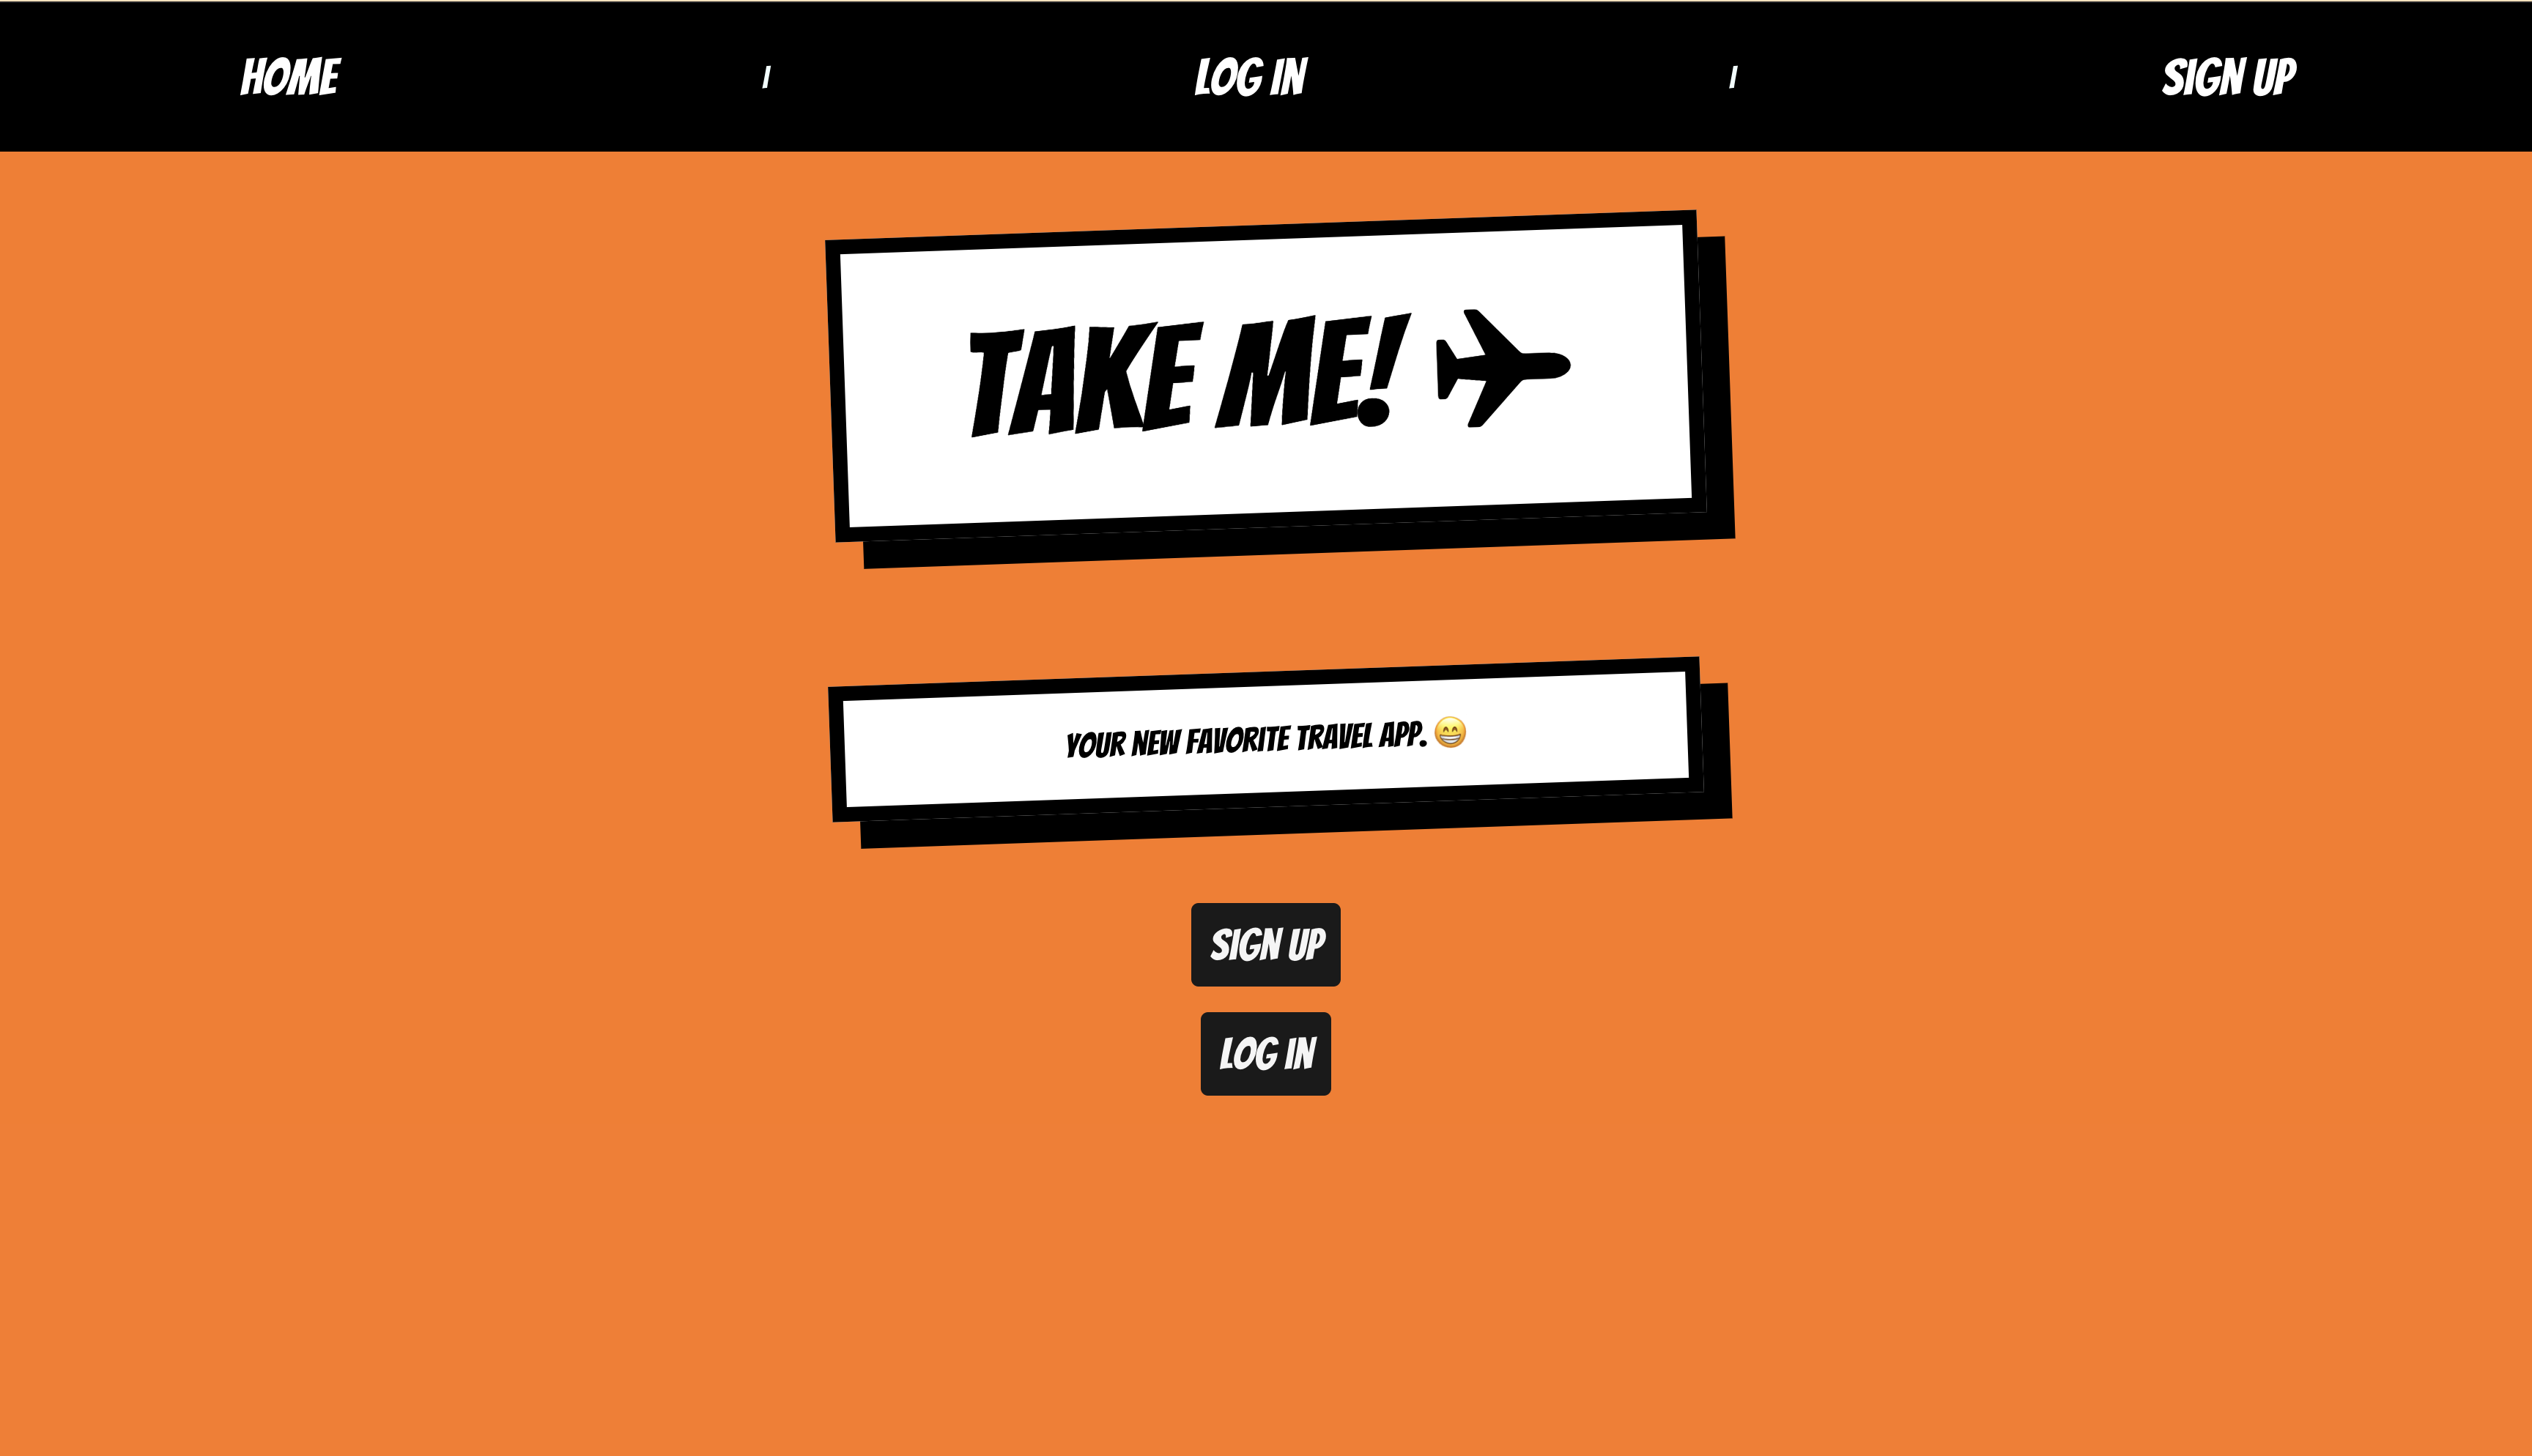 HOME | LOG IN | SIGN UP
TAKE ME!
YOUR NEW FAVORITE TRAVEL APP. 😁
SIGN UP
LOG IN